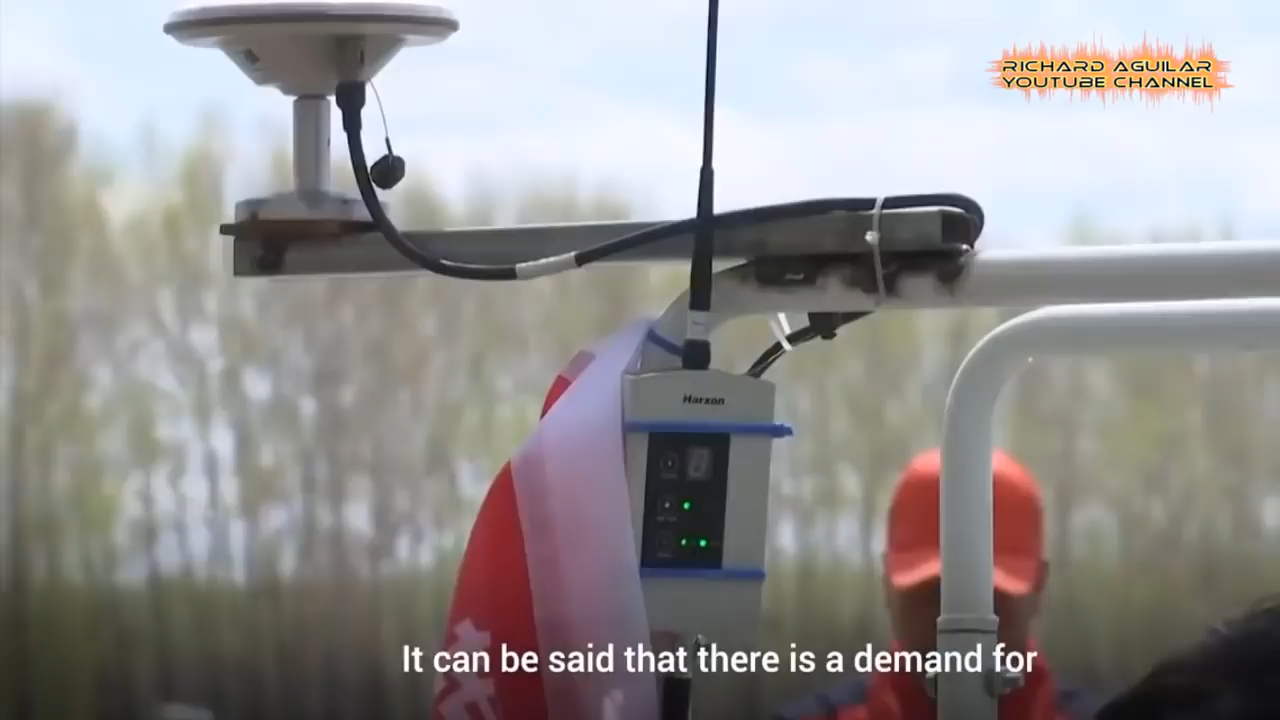 RICHARD AGUILAR
YOUTUBE CHANNEL
Harxon
It can be said that there is a demand for